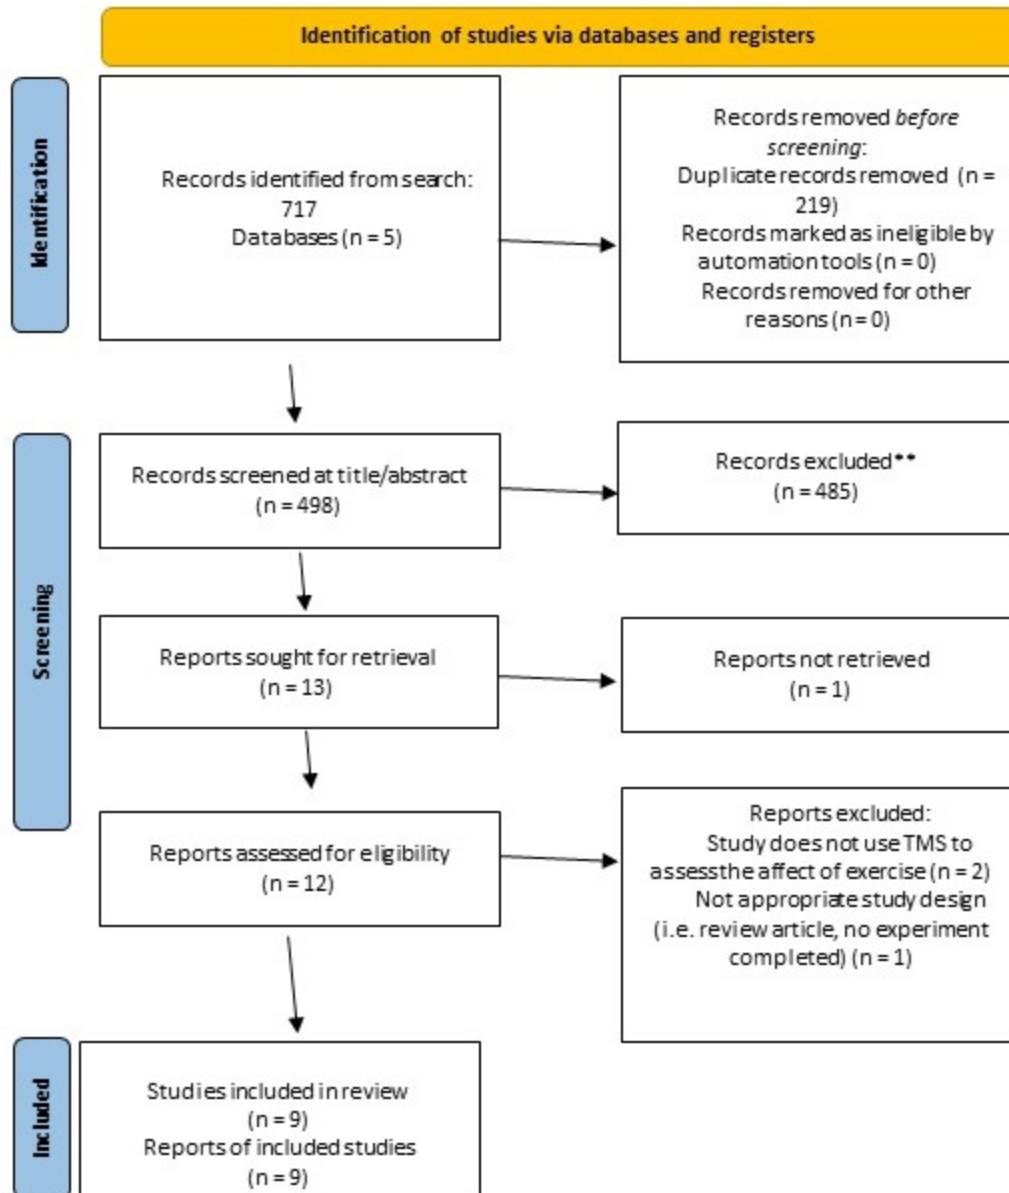 Identification of studies via databases and registers
Identification
Records identified from search:
717
Databases (n = 5)
Records removed before
screening:
Duplicate records removed (n =
219)
Records marked as ineligible by
automation tools (n = 0)
Records removed for other
reasons (n = 0)
Screening
Records screened at title/abstract
(n = 498)
Records excluded**
(n = 485)
Reports sought for retrieval
(n = 13)
Reports not retrieved
(n = 1)
Reports assessed for eligibility
(n = 12)
Reports excluded:
Study does not use TMS to
assessthe affect of exercise (n = 2)
Not appropriate study design
(i.e. review article, no experiment
completed) (n = 1)
Included
Studies included in review
(n = 9)
Reports of included studies
(n = 9)